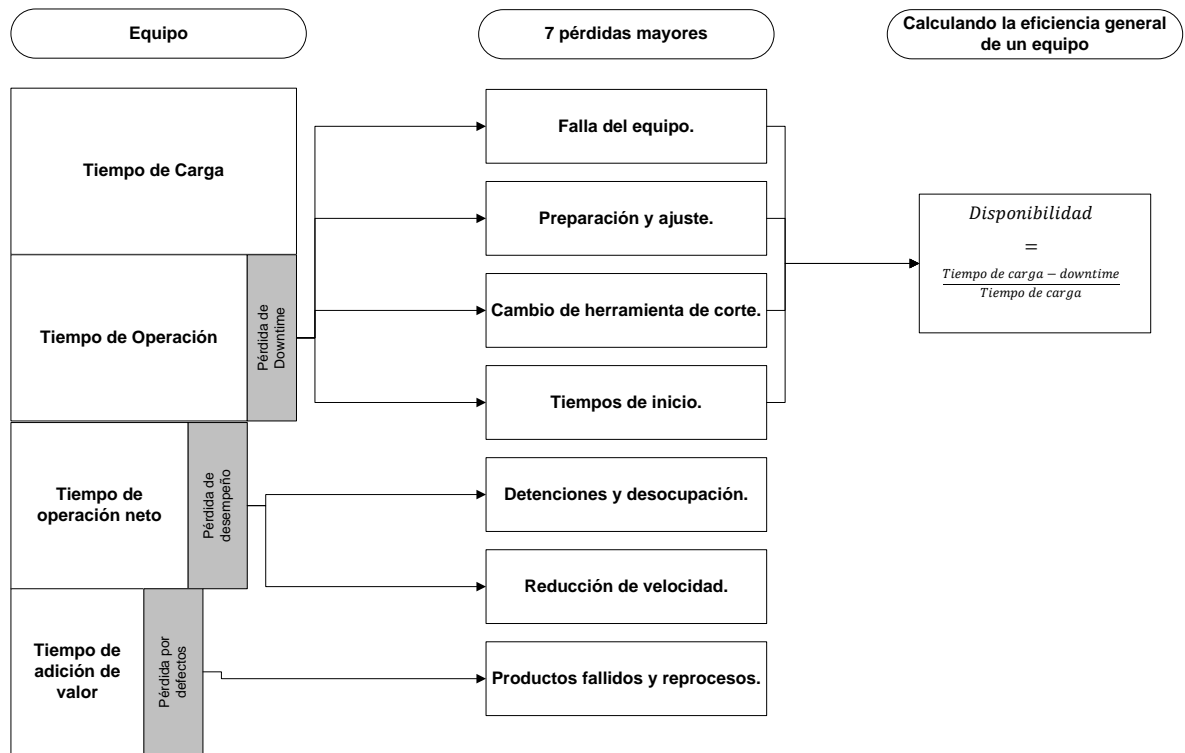 Equipo
7 pérdidas mayores
Calculando la eficiencia general
de un equipo
Tiempo de Carga
Tiempo de Operación
Pérdida de
Downtime
Tiempo de
operación neto
Pérdida de
desempeño
Tiempo de
adición de
valor
Pérdida por
defectos
Falla del equipo.
Preparación y ajuste.
Cambio de herramienta de corte.
Tiempos de inicio.
Detenciones y desocupación.
Reducción de velocidad.
Productos fallidos y reprocesos.
Disponibilidad
=
Tiempo de carga − downtime
Tiempo de carga